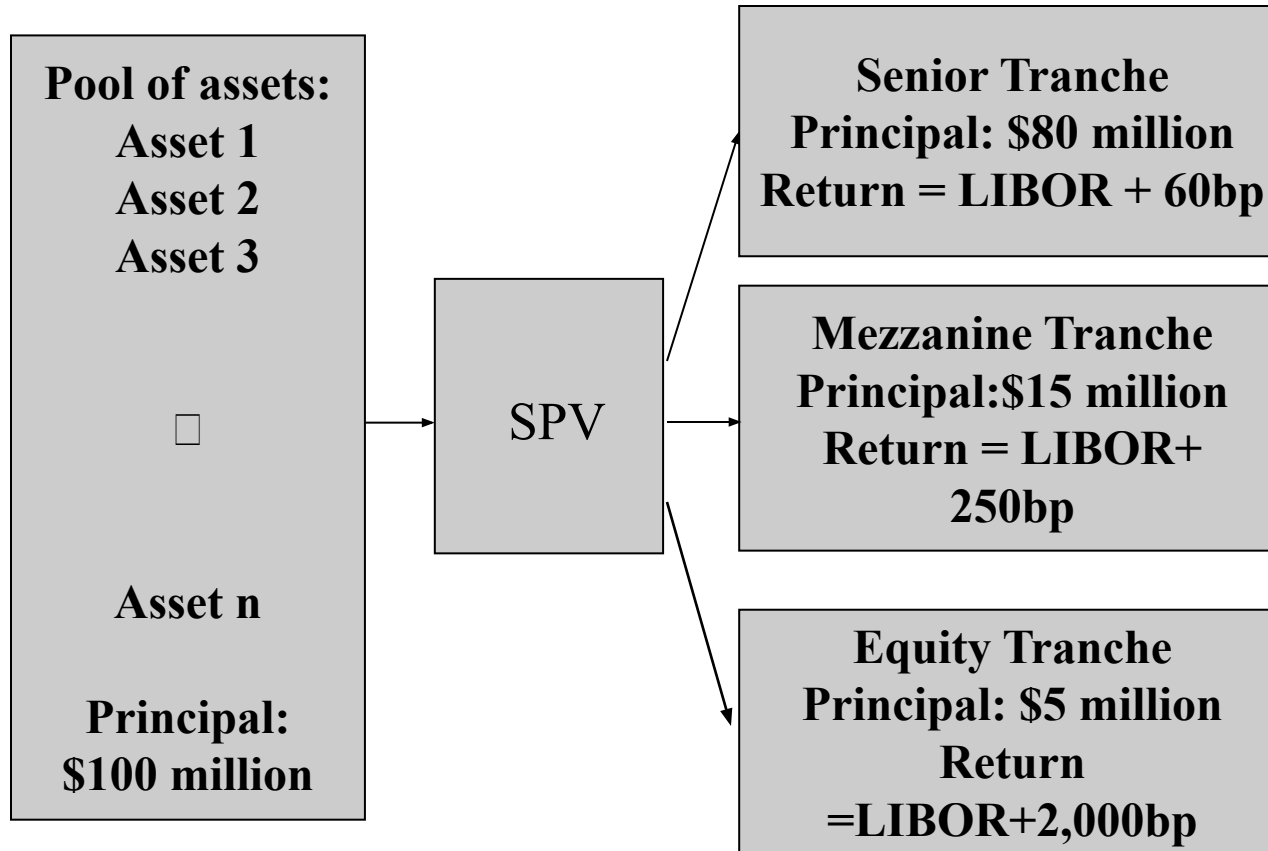 Pool of assets:
Asset 1
Asset 2
Asset 3
Asset n
Principal:
$100 million
SPV
Senior Tranche
Principal: $80 million
Return = LIBOR + 60bp
Mezzanine Tranche
Principal:$15 million
Return = LIBOR+
250bp
Equity Tranche
Principal: $5 million
Return
=LIBOR+2,000bp